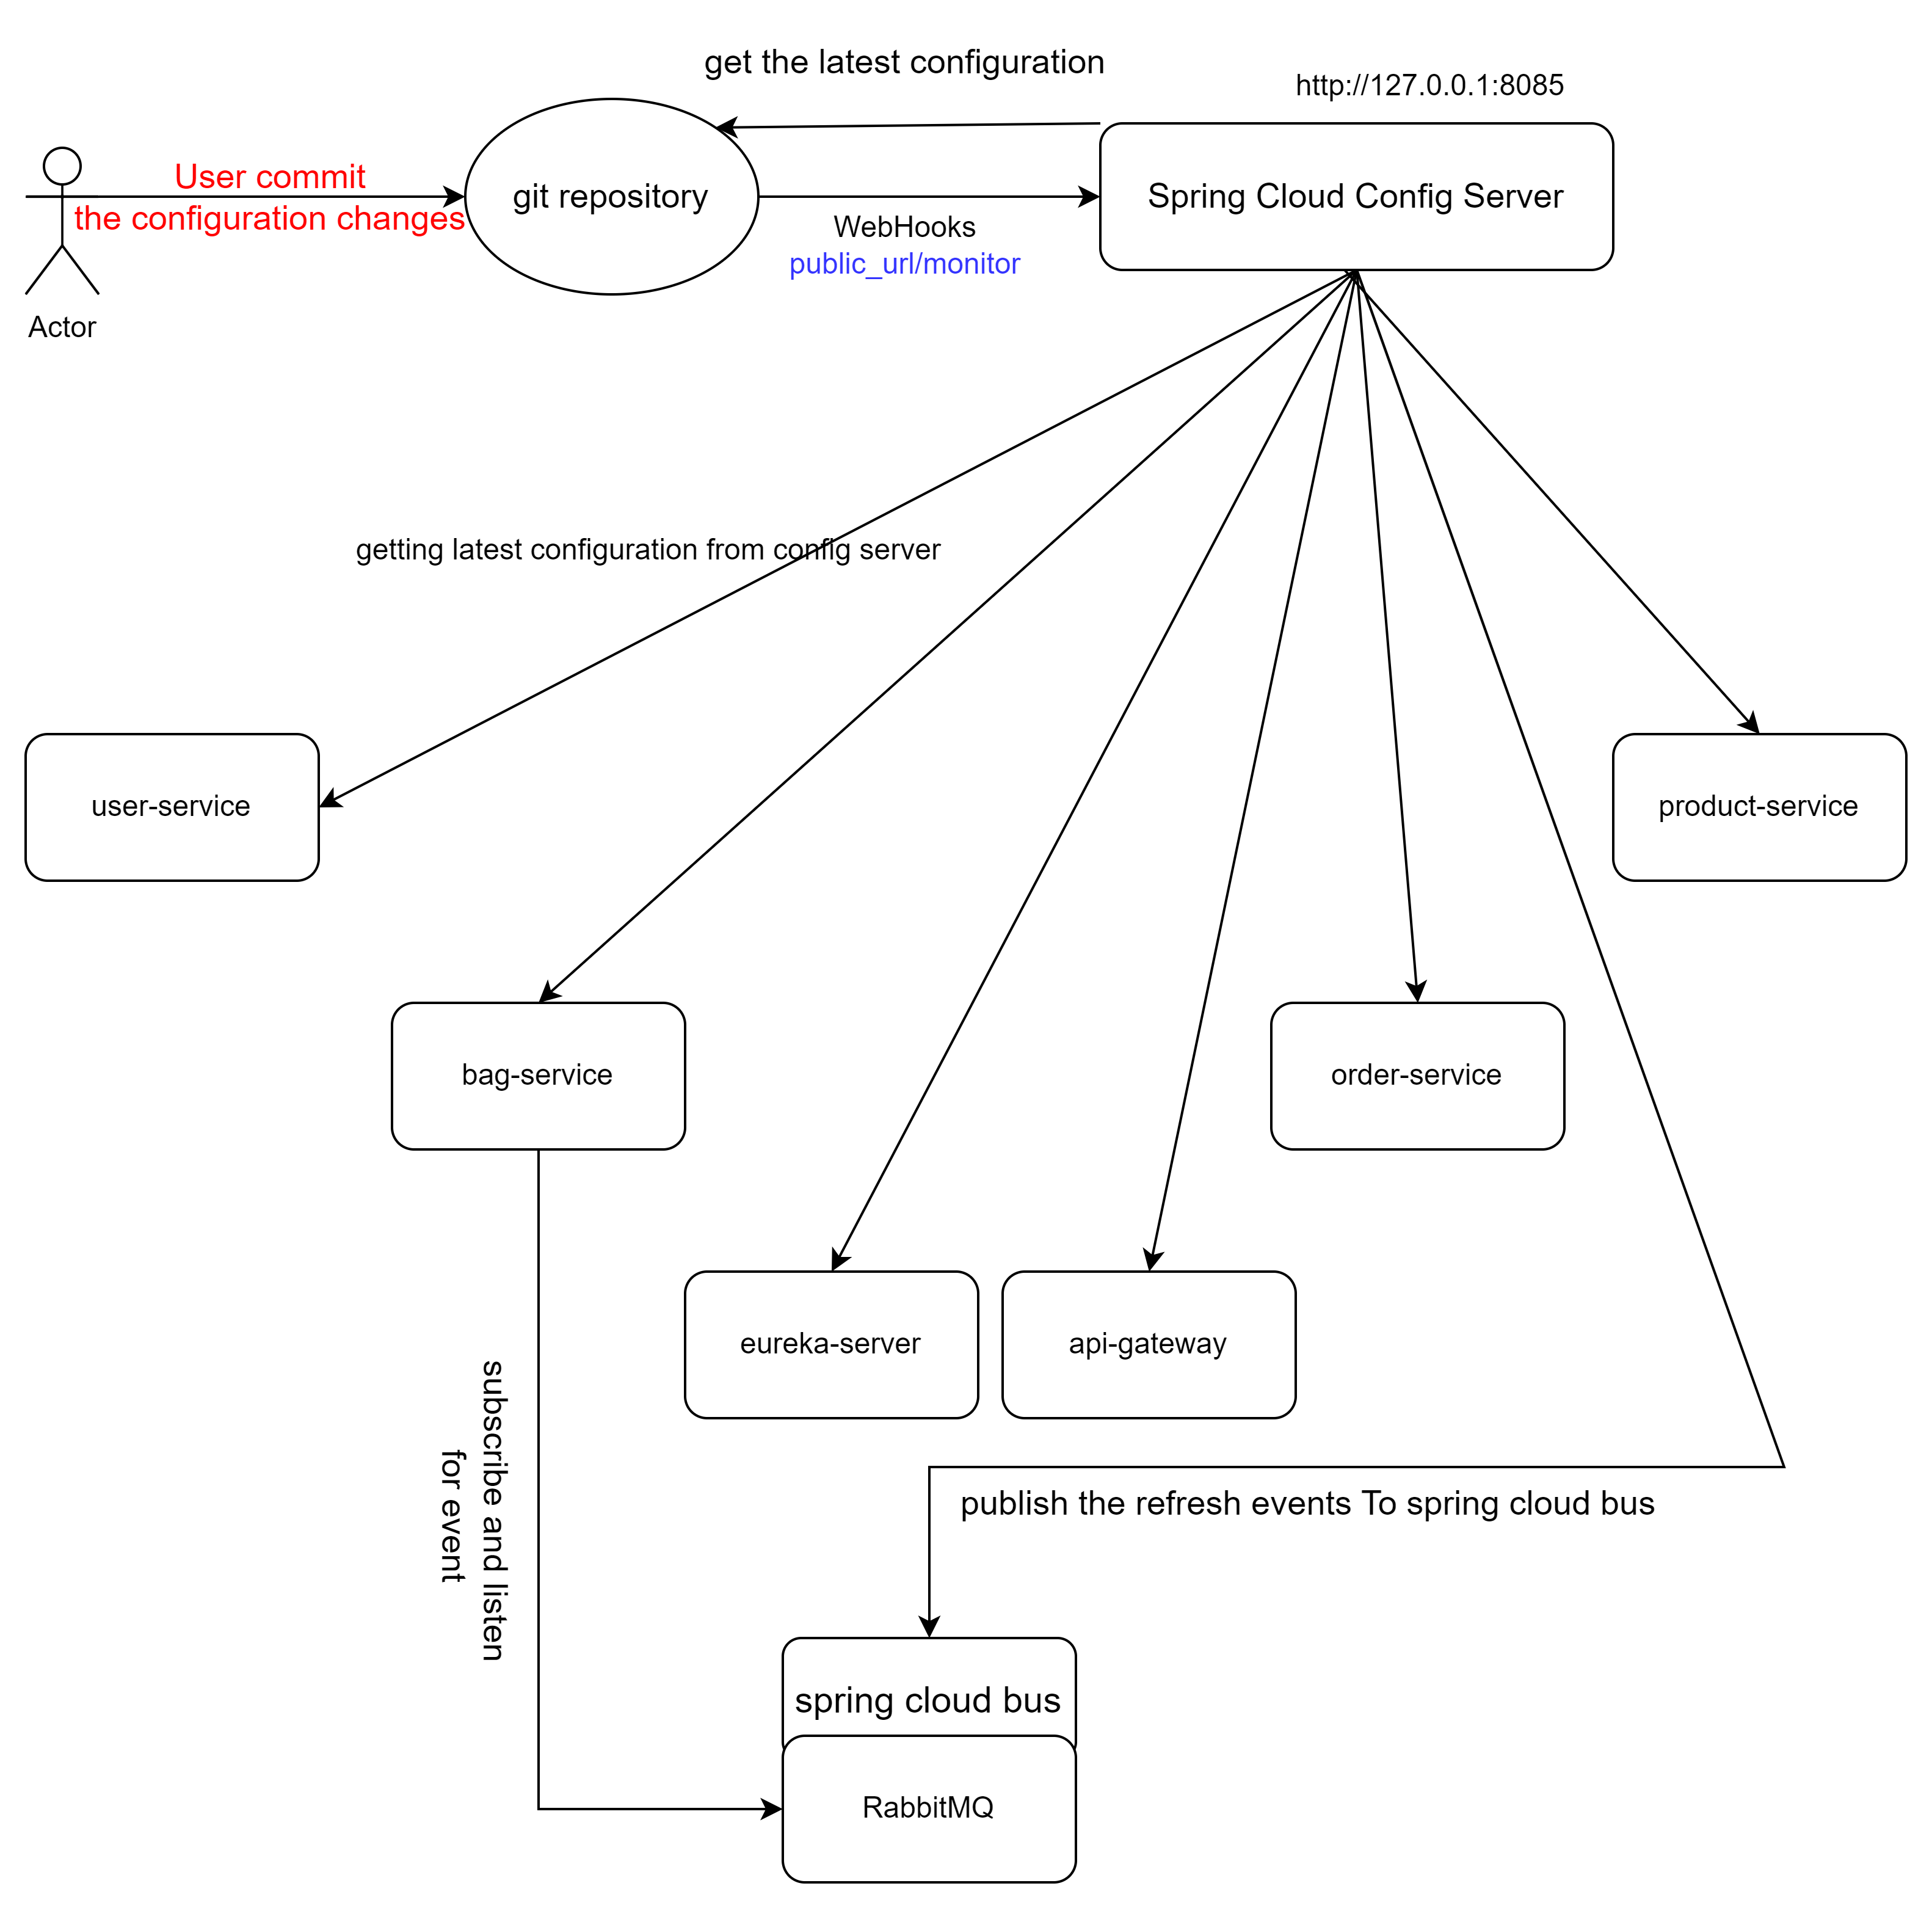 get the latest configuration
http://127.0.0.1:8085
User commit
the configuration changes
git repository
Spring Cloud Config Server
WebHooks
public_url/monitor
Actor
getting latest configuration from config server
user-service
product-service
bag-service
order-service
eureka-server
api-gateway
subscribe and listen
for event
publish the refresh events To spring cloud bus
spring cloud bus
RabbitMQ